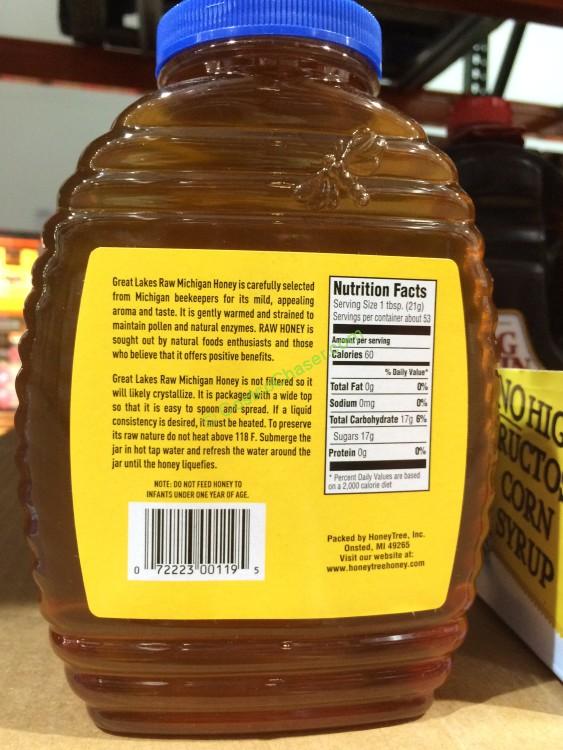 Great Lakes Raw Michigan Honey is carefully selected
from Michigan beekeepers for its mild, appealing
aroma and taste. It is gently warmed and strained to
maintain pollen and natural enzymes. RAW HONEY is
sought out by natural foods enthusiasts and those
who believe that it offers positive benefits.
Great Lakes Raw Michigan Honey is not filtered so it
will likely crystallize. It is packaged with a wide top
so that it is easy to spoon and spread. If a liquid
consistency is desired, it must be heated. To preserve
its raw nature do not heat above 118 F. Submerge the
jar in hot tap water and refresh the water around the
jar until the honey liquefies.
NOTE: DO NOT FEED HONEY TO
INFANTS UNDER ONE YEAR OF AGE.
0 72223 00119 5
Nutrition Facts
Serving Size 1 tbsp. (21g)
Servings per container about 53
Amount per serving
Calories 60
% Daily Value*
Total Fat 0g 0%
Sodium 0mg 0%
Total Carbohydrate 17g 6%
Sugars 17g
Protein 0g 0%
* Percent Daily Values are based
on a 2,000 calorie diet
Packed by HoneyTree, Inc.
Onsted, MI 49265
Visit our website at:
www.honeytreehoney.com
NO HIG
RUCTOS
CORN
SYRUP